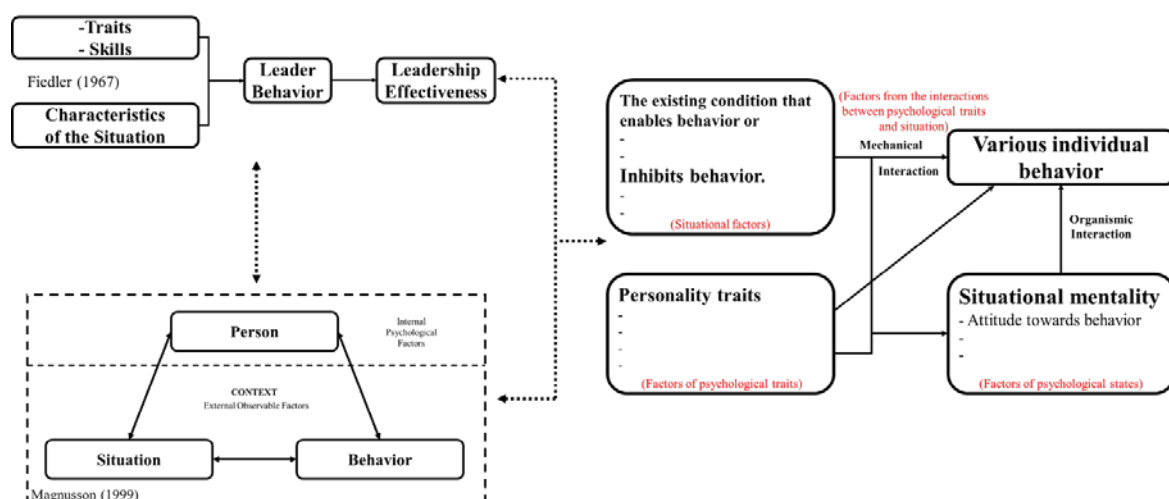 -Traits
- Skills
Fiedler (1967)
Characteristics
of the Situation
Leader
Behavior
Leadership
Effectiveness
Person
Internal
Psychological
Factors
CONTEXT
External Observable Factors
Situation
Behavior
Magnusson (1999)
The existing condition that
enables behavior or
-
-
Inhibits behavior.
-
-
(Situational factors)
(Factors from the interactions
between psychological traits
and situation)
Mechanical
Interaction
Various individual
behavior
Organismic
Interaction
Personality traits
-
-
-
-
(Factors of psychological traits)
Situational mentality
- Attitude towards behavior
-
-
(Factors of psychological states)